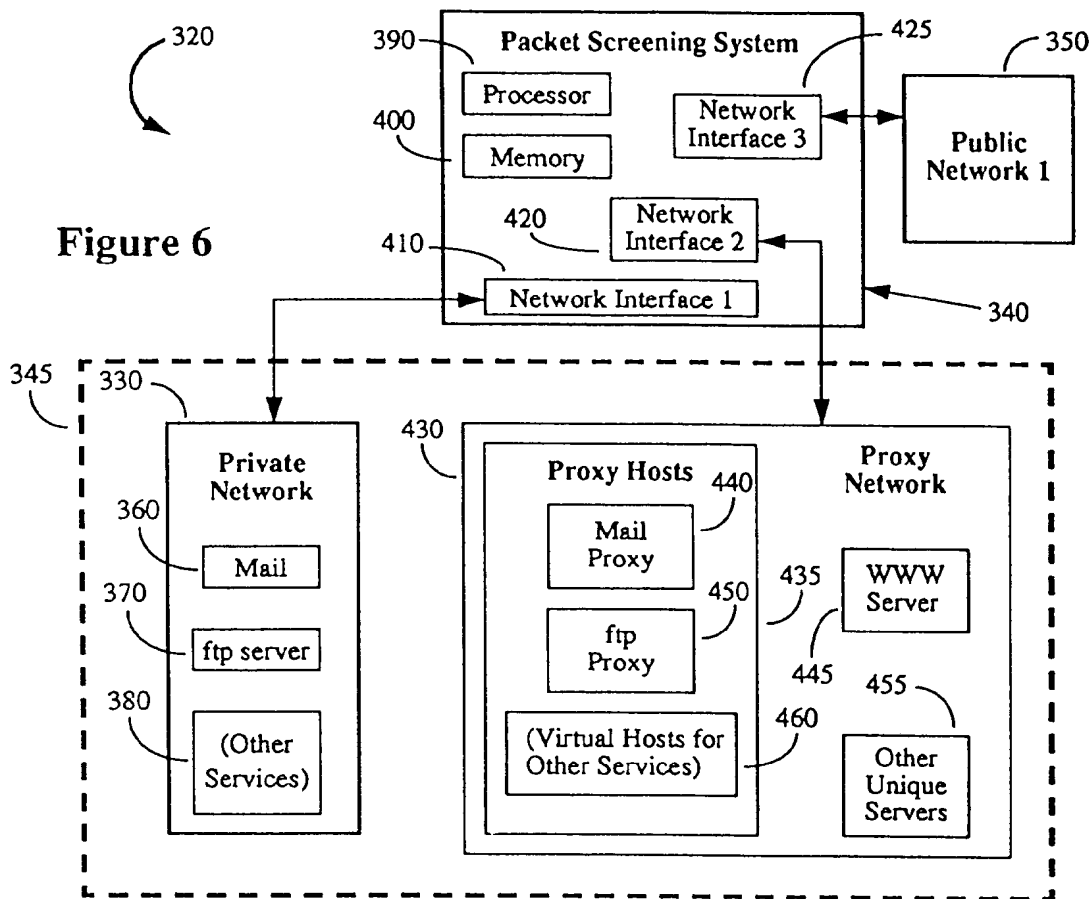 320
390
Packet Screening System
425
350
Processor
400
Memory
Network
Interface 3
Public
Network 1
Figure 6
420
410
Network
Interface 2
Network Interface 1
340
345
330
430
Private
Network
Proxy Hosts
440
Proxy
Network
360
Mail
Mail
Proxy
370
450
435
WWW
Server
ftp server
ftp
Proxy
445
455
380
(Other
Services)
(Virtual Hosts for
Other Services)
460
Other
Unique
Servers